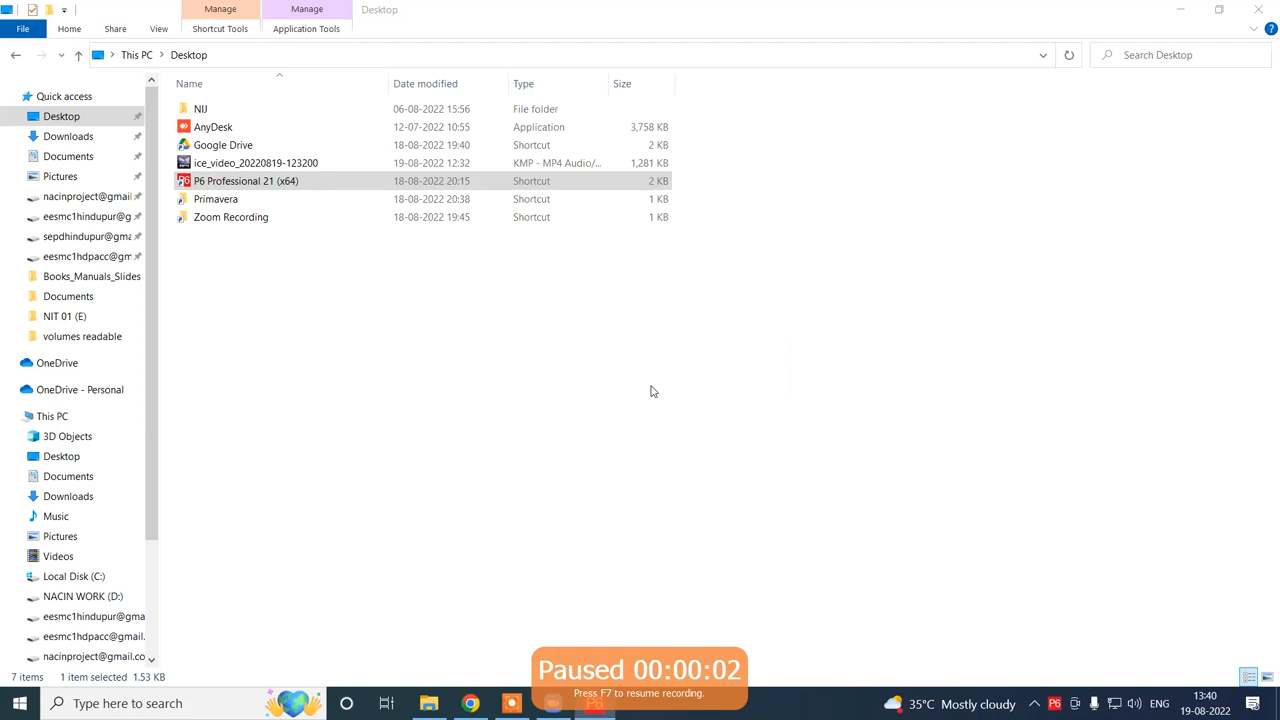 Manage
Manage
Desktop
File
Home
Share
View
Shortcut Tools
Application Tools
This PC
Desktop
Search Desktop
Name
Date modified
Type
Size
Quick access
Desktop
Downloads
Documents
Pictures
nacinproject@gmai
eesmc1hindupur@g
sepdhindupur@gma
eesmc1hdpacc@gm
Books_Manuals_Slides
Documents
NIT 01 (E)
volumes readable
OneDrive
OneDrive - Personal
This PC
3D Objects
Desktop
Documents
Downloads
Music
Pictures
Videos
Local Disk (C:)
NACIN WORK (D:)
eesmc1hindupur@gma
eesmc1hdpacc@gmail.
nacinproject@gmail.co
NIJ 06-08-2022 15:56 File folder
AnyDesk 12-07-2022 10:55 Application 3,758 KB
Google Drive 18-08-2022 19:40 Shortcut 2 KB
ice_video_20220819-123200 19-08-2022 12:32 KMP - MP4 Audio/... 1,281 KB
P6 Professional 21 (x64) 18-08-2022 20:15 Shortcut 2 KB
Primavera 18-08-2022 20:38 Shortcut 1 KB
Zoom Recording 18-08-2022 19:45 Shortcut 1 KB
7 items 1 item selected 1.53 KB
Paused 00:00:02
Press F7 to resume recording.
Type here to search
P6
35°C Mostly cloudy
P6
ENG
13:40
19-08-2022